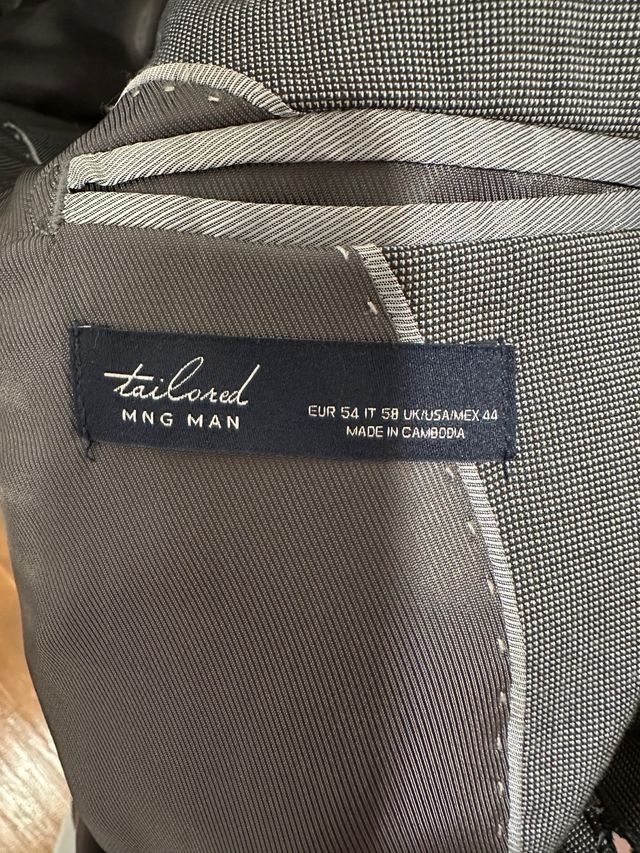 tailored
MNG MAN
EUR 54 IT 58 UK/USA/MEX 44
MADE IN CAMBODIA